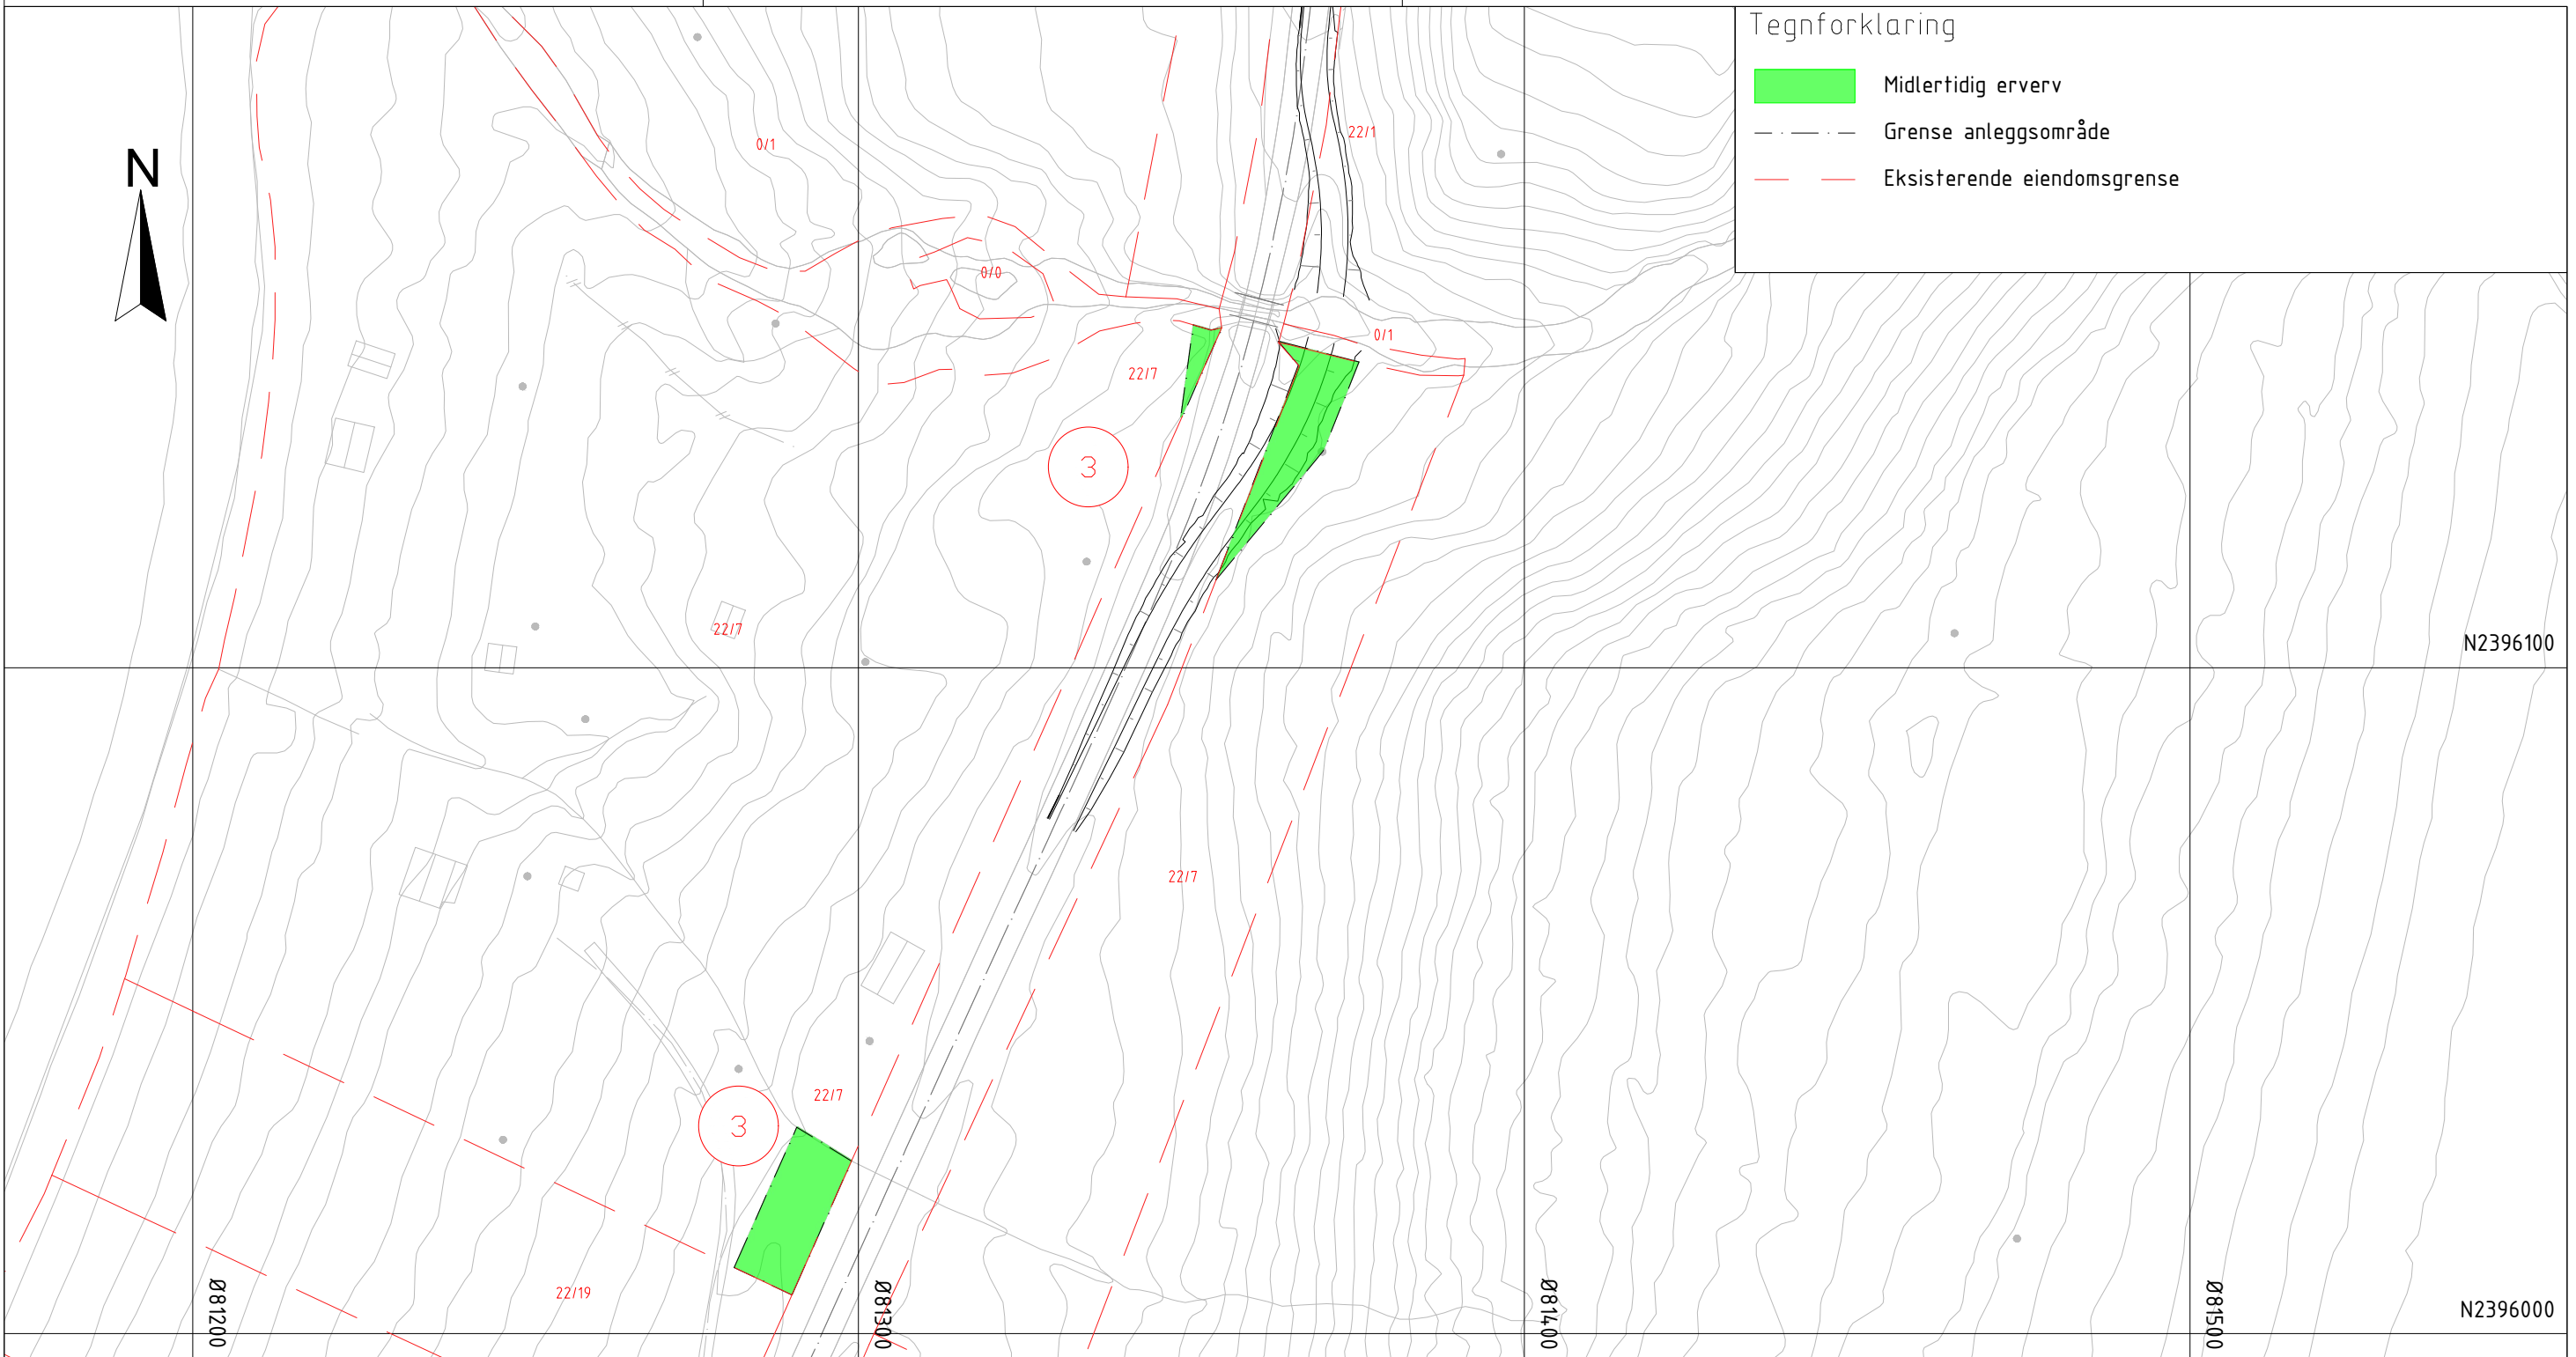 Tegnforklaring
Midlertidig erverv
Grense anleggsområde
Eksisterende eiendomsgrense
N
0/1
22/1
0/0
0/1
22/7
3
22/7
N2396100
22/7
22/7
3
22/19
Ø81200
Ø81300
Ø81400
Ø81500
N2396000